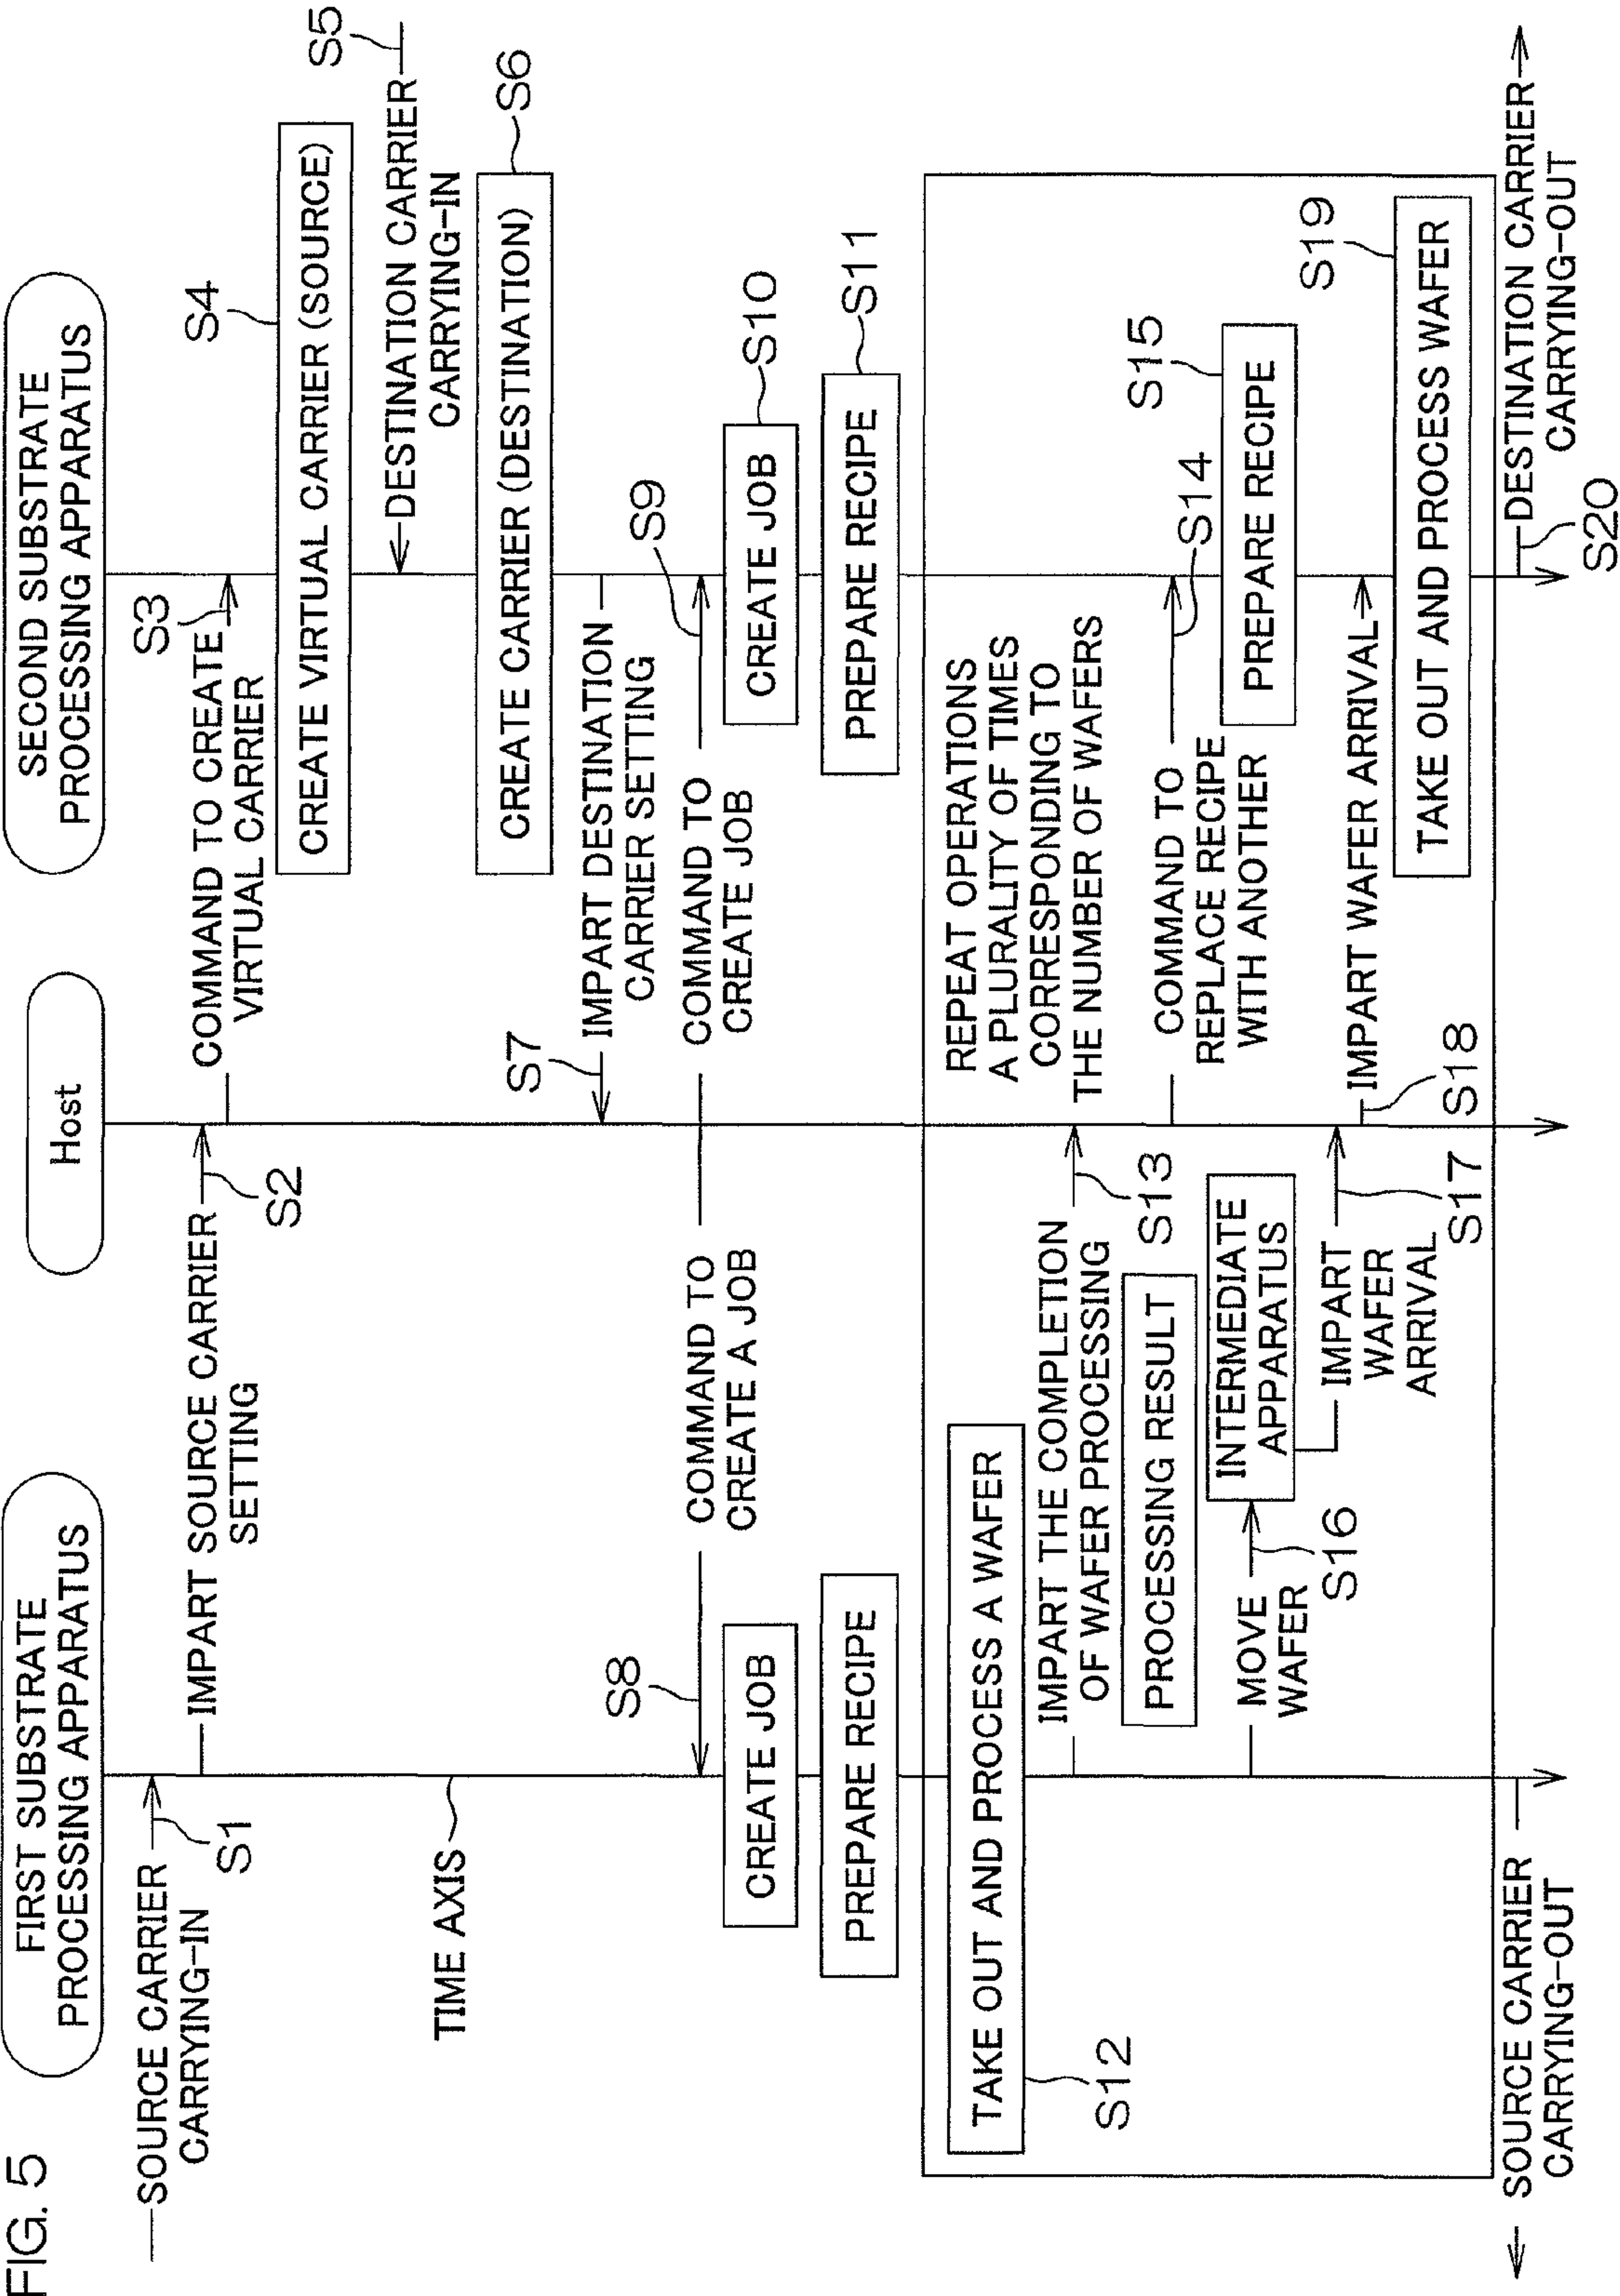 FIG. 5
FIRST SUBSTRATE
PROCESSING APPARATUS
Host
SECOND SUBSTRATE
PROCESSING APPARATUS
SOURCE CARRIER
CARRYING-IN
S1
IMPART SOURCE CARRIER
SETTING
S2
COMMAND TO CREATE
VIRTUAL CARRIER
S3
S4
CREATE VIRTUAL CARRIER (SOURCE)
DESTINATION CARRIER
CARRYING-IN
S5
TIME AXIS
CREATE CARRIER (DESTINATION)
S6
S7
IMPART DESTINATION
CARRIER SETTING
S8
COMMAND TO
CREATE A JOB
COMMAND TO
CREATE JOB
S9
CREATE JOB
CREATE JOB
S10
PREPARE RECIPE
PREPARE RECIPE
S11
TAKE OUT AND PROCESS A WAFER
S12
REPEAT OPERATIONS
A PLURALITY OF TIMES
CORRESPONDING TO
THE NUMBER OF WAFERS
IMPART THE COMPLETION
OF WAFER PROCESSING
S13
PROCESSING RESULT
COMMAND TO
REPLACE RECIPE
WITH ANOTHER
S14
S15
PREPARE RECIPE
MOVE
WAFER
S16
INTERMEDIATE
APPARATUS
IMPART
WAFER
ARRIVAL
S17
IMPART WAFER ARRIVAL
S18
S19
TAKE OUT AND PROCESS WAFER
SOURCE CARRIER
CARRYING-OUT
DESTINATION CARRIER
CARRYING-OUT
S20